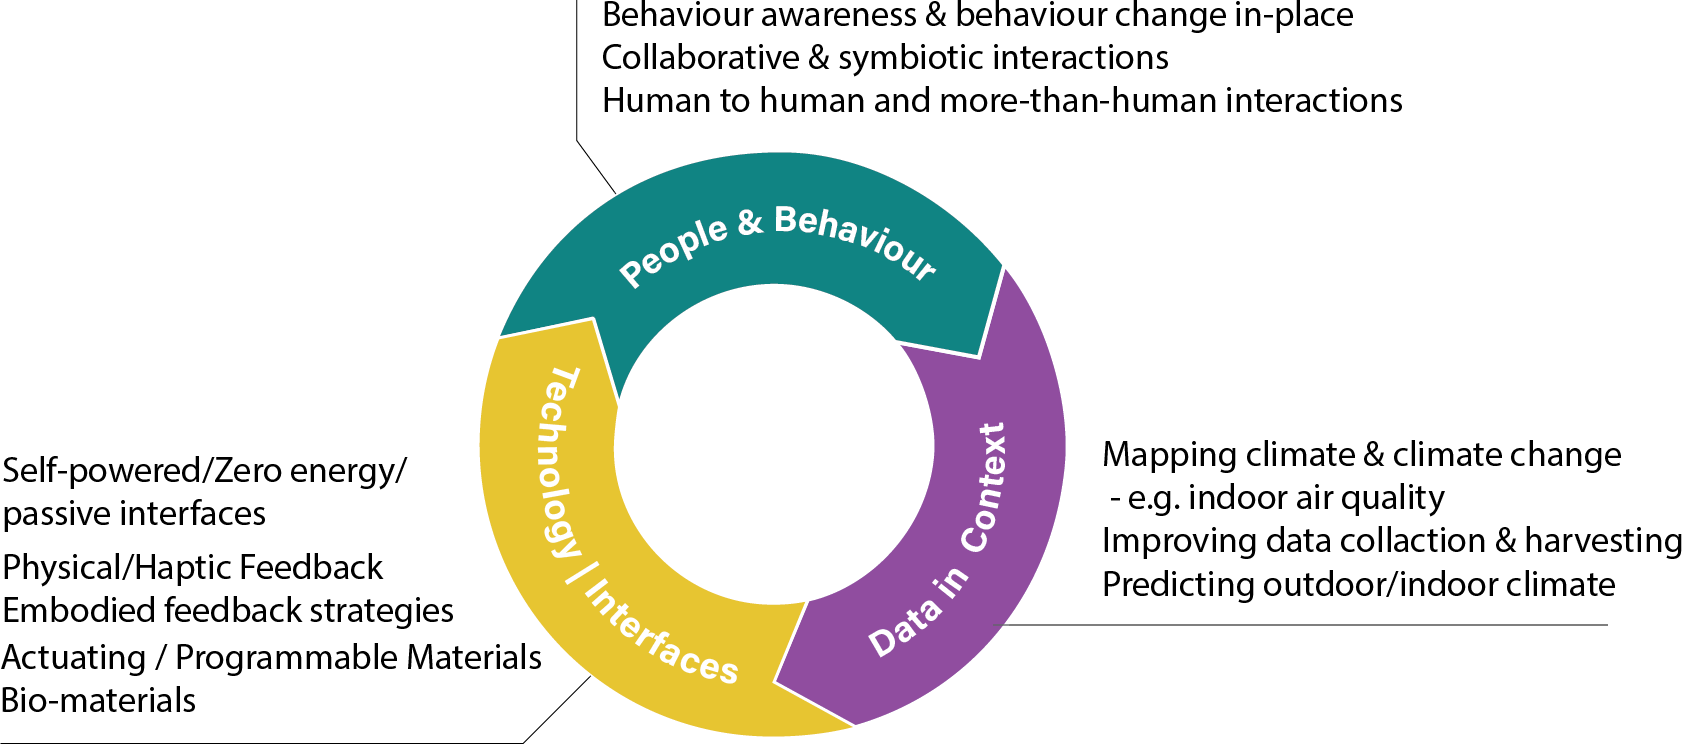 Behaviour awareness & behaviour change in-place
Collaborative & symbiotic interactions
Human to human and more-than-human interactions
People & Behaviour
Data in Context
Mapping climate & climate change
- e.g. indoor air quality
Improving data collaction & harvesting
Predicting outdoor/indoor climate
Technology | Interfaces
Self-powered/Zero energy/
passive interfaces
Physical/Haptic Feedback
Embodied feedback strategies
Actuating / Programmable Materials
Bio-materials